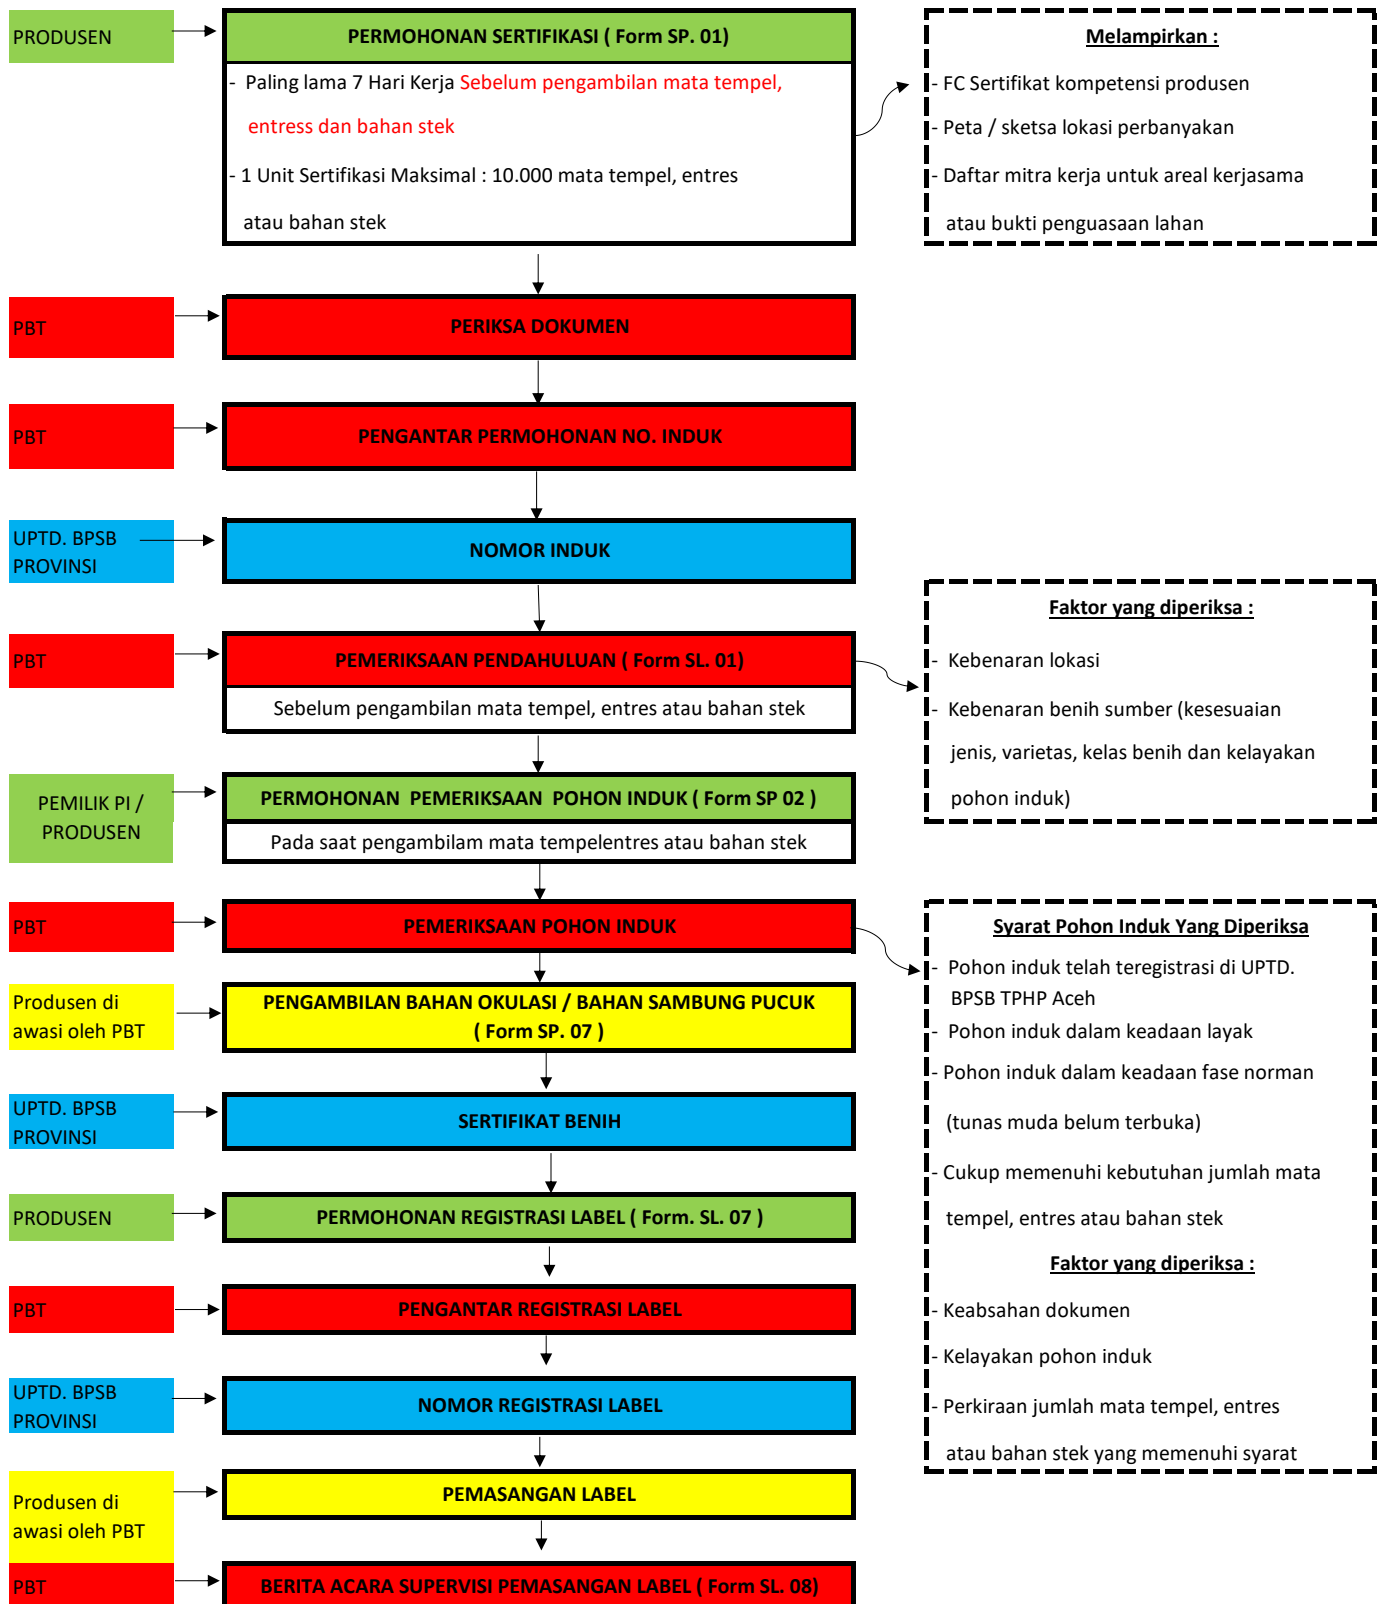 PRODUSEN
PERMOHONAN SERTIFIKASI ( Form SP. 01)
- Paling lama 7 Hari Kerja Sebelum pengambilan mata tempel,
entress dan bahan stek
- 1 Unit Sertifikasi Maksimal : 10.000 mata tempel, entres
atau bahan stek
Melampirkan :
- FC Sertifikat kompetensi produsen
- Peta / sketsa lokasi perbanyakan
- Daftar mitra kerja untuk areal kerjasama
atau bukti penguasaan lahan
PBT
PERIKSA DOKUMEN
PBT
PENGANTAR PERMOHONAN NO. INDUK
UPTD. BPSB
PROVINSI
NOMOR INDUK
PBT
PEMERIKSAAN PENDAHULUAN ( Form SL. 01)
Sebelum pengambilan mata tempel, entres atau bahan stek
Faktor yang diperiksa :
- Kebenaran lokasi
- Kebenaran benih sumber (kesesuaian
jenis, varietas, kelas benih dan kelayakan
pohon induk)
PEMILIK PI /
PRODUSEN
PERMOHONAN PEMERIKSAAN POHON INDUK ( Form SP 02 )
Pada saat pengambilam mata tempelentres atau bahan stek
PBT
PEMERIKSAAN POHON INDUK
Syarat Pohon Induk Yang Diperiksa
- Pohon induk telah teregistrasi di UPTD.
BPSB TPHP Aceh
- Pohon induk dalam keadaan layak
- Pohon induk dalam keadaan fase norman
(tunas muda belum terbuka)
- Cukup memenuhi kebutuhan jumlah mata
tempel, entres atau bahan stek
Faktor yang diperiksa :
- Keabsahan dokumen
- Kelayakan pohon induk
- Perkiraan jumlah mata tempel, entres
atau bahan stek yang memenuhi syarat
Produsen di
awasi oleh PBT
PENGAMBILAN BAHAN OKULASI / BAHAN SAMBUNG PUCUK
( Form SP. 07 )
UPTD. BPSB
PROVINSI
SERTIFIKAT BENIH
PRODUSEN
PERMOHONAN REGISTRASI LABEL ( Form. SL. 07 )
PBT
PENGANTAR REGISTRASI LABEL
UPTD. BPSB
PROVINSI
NOMOR REGISTRASI LABEL
Produsen di
awasi oleh PBT
PEMASANGAN LABEL
PBT
BERITA ACARA SUPERVISI PEMASANGAN LABEL ( Form SL. 08)